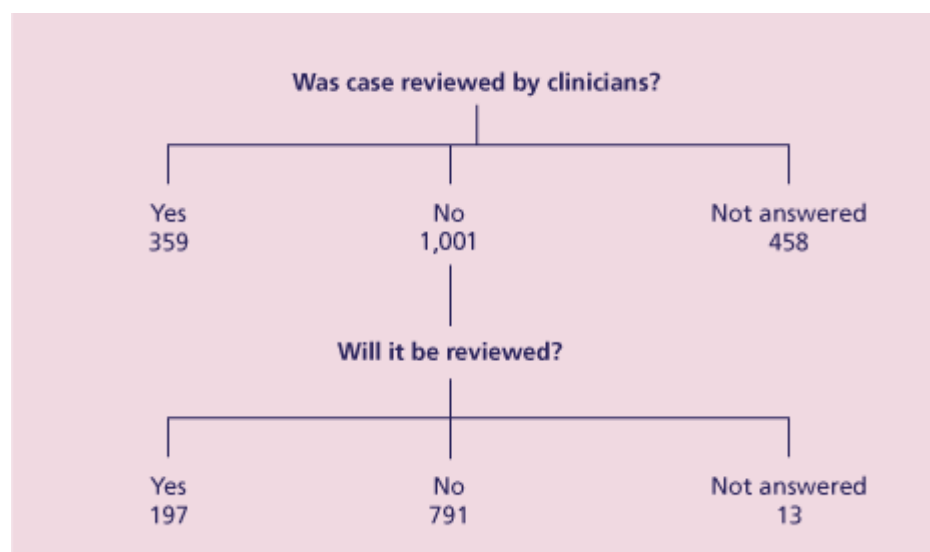 Was case reviewed by clinicians?
Yes No Not answered
359 1,001 458
Will it be reviewed?
Yes No Not answered
197 791 13